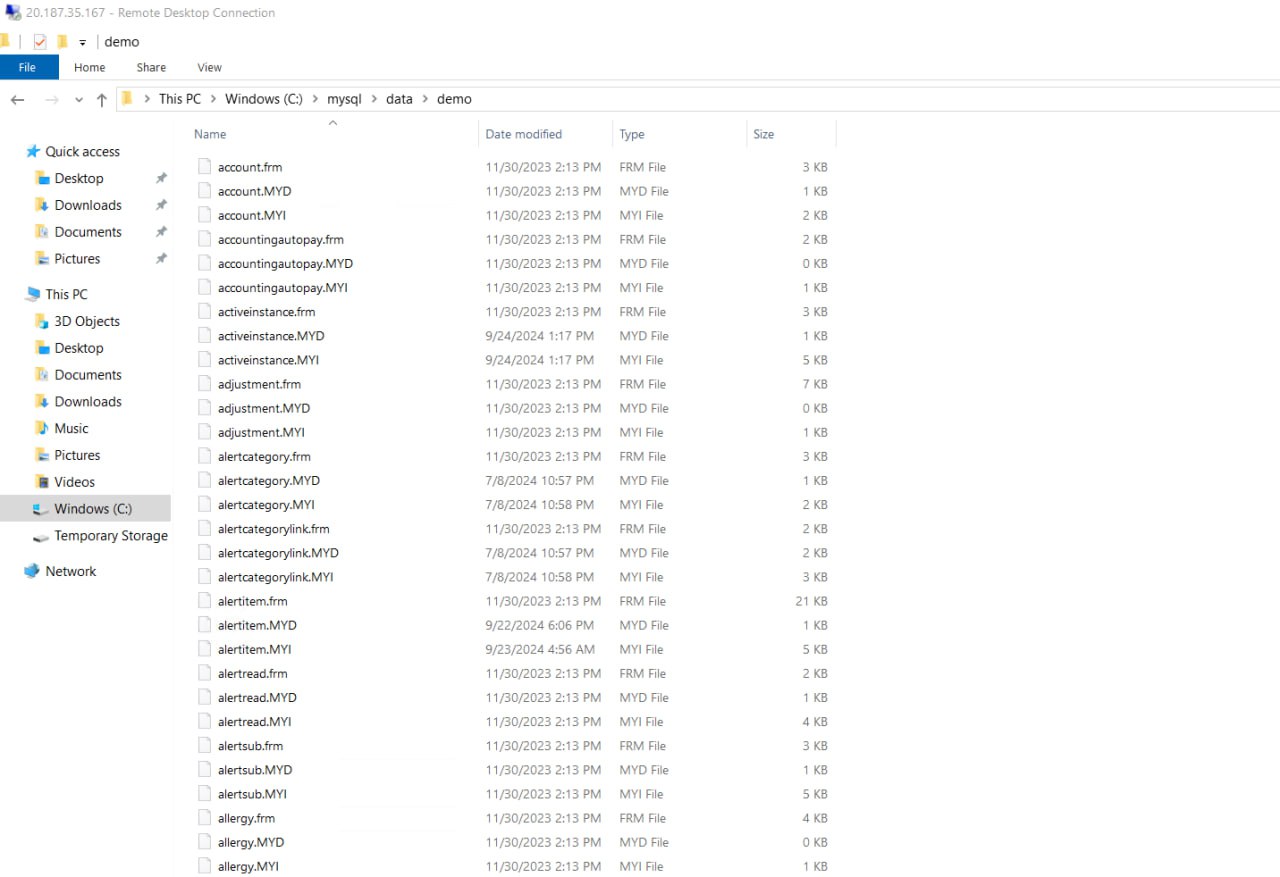 20.187.35.167 - Remote Desktop Connection
demo
File Home Share View
This PC > Windows (C:) > mysql > data > demo
Quick access
Desktop
Downloads
Documents
Pictures
This PC
3D Objects
Desktop
Documents
Downloads
Music
Pictures
Videos
Windows (C:)
Temporary Storage
Network
Name Date modified Type Size
account.frm 11/30/2023 2:13 PM FRM File 3 KB
account.MYD 11/30/2023 2:13 PM MYD File 1 KB
account.MYI 11/30/2023 2:13 PM MYI File 2 KB
accountingautopay.frm 11/30/2023 2:13 PM FRM File 2 KB
accountingautopay.MYD 11/30/2023 2:13 PM MYD File 0 KB
accountingautopay.MYI 11/30/2023 2:13 PM MYI File 1 KB
activeinstance.frm 11/30/2023 2:13 PM FRM File 3 KB
activeinstance.MYD 9/24/2024 1:17 PM MYD File 1 KB
activeinstance.MYI 9/24/2024 1:17 PM MYI File 5 KB
adjustment.frm 11/30/2023 2:13 PM FRM File 7 KB
adjustment.MYD 11/30/2023 2:13 PM MYD File 0 KB
adjustment.MYI 11/30/2023 2:13 PM MYI File 1 KB
alertcategory.frm 11/30/2023 2:13 PM FRM File 3 KB
alertcategory.MYD 7/8/2024 10:57 PM MYD File 1 KB
alertcategory.MYI 7/8/2024 10:58 PM MYI File 2 KB
alertcategorylink.frm 11/30/2023 2:13 PM FRM File 2 KB
alertcategorylink.MYD 7/8/2024 10:57 PM MYD File 2 KB
alertcategorylink.MYI 7/8/2024 10:58 PM MYI File 3 KB
alertitem.frm 11/30/2023 2:13 PM FRM File 21 KB
alertitem.MYD 9/22/2024 6:06 PM MYD File 1 KB
alertitem.MYI 9/23/2024 4:56 AM MYI File 5 KB
alertread.frm 11/30/2023 2:13 PM FRM File 2 KB
alertread.MYD 11/30/2023 2:13 PM MYD File 1 KB
alertread.MYI 11/30/2023 2:13 PM MYI File 4 KB
alertsub.frm 11/30/2023 2:13 PM FRM File 3 KB
alertsub.MYD 11/30/2023 2:13 PM MYD File 1 KB
alertsub.MYI 11/30/2023 2:13 PM MYI File 5 KB
allergy.frm 11/30/2023 2:13 PM FRM File 4 KB
allergy.MYD 11/30/2023 2:13 PM MYD File 0 KB
allergy.MYI 11/30/2023 2:13 PM MYI File 1 KB